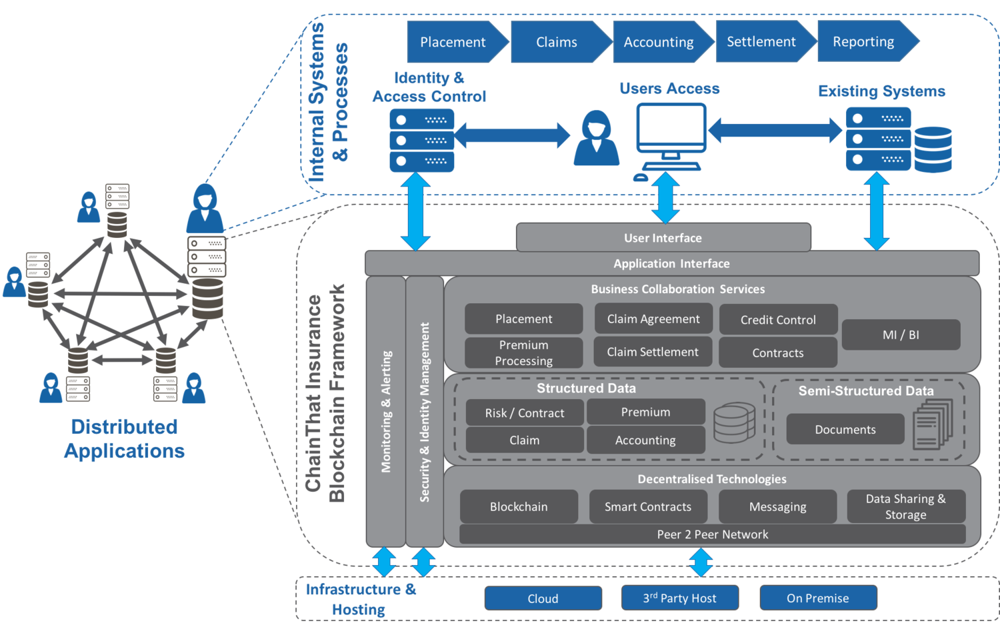 Internal Systems
& Processes
Placement
Claims
Accounting
Settlement
Reporting
Identity &
Access Control
Users Access
Existing Systems
Distributed
Applications
ChainThat Insurance
Blockchain Framework
User Interface
Application Interface
Monitoring & Alerting
Security & Identity Management
Business Collaboration Services
Placement
Claim Agreement
Credit Control
MI / BI
Premium
Processing
Claim Settlement
Contracts
Structured Data
Risk / Contract
Premium
Claim
Accounting
Semi-Structured Data
Documents
Decentralised Technologies
Blockchain
Smart Contracts
Messaging
Data Sharing &
Storage
Peer 2 Peer Network
Infrastructure &
Hosting
Cloud
3rd Party Host
On Premise